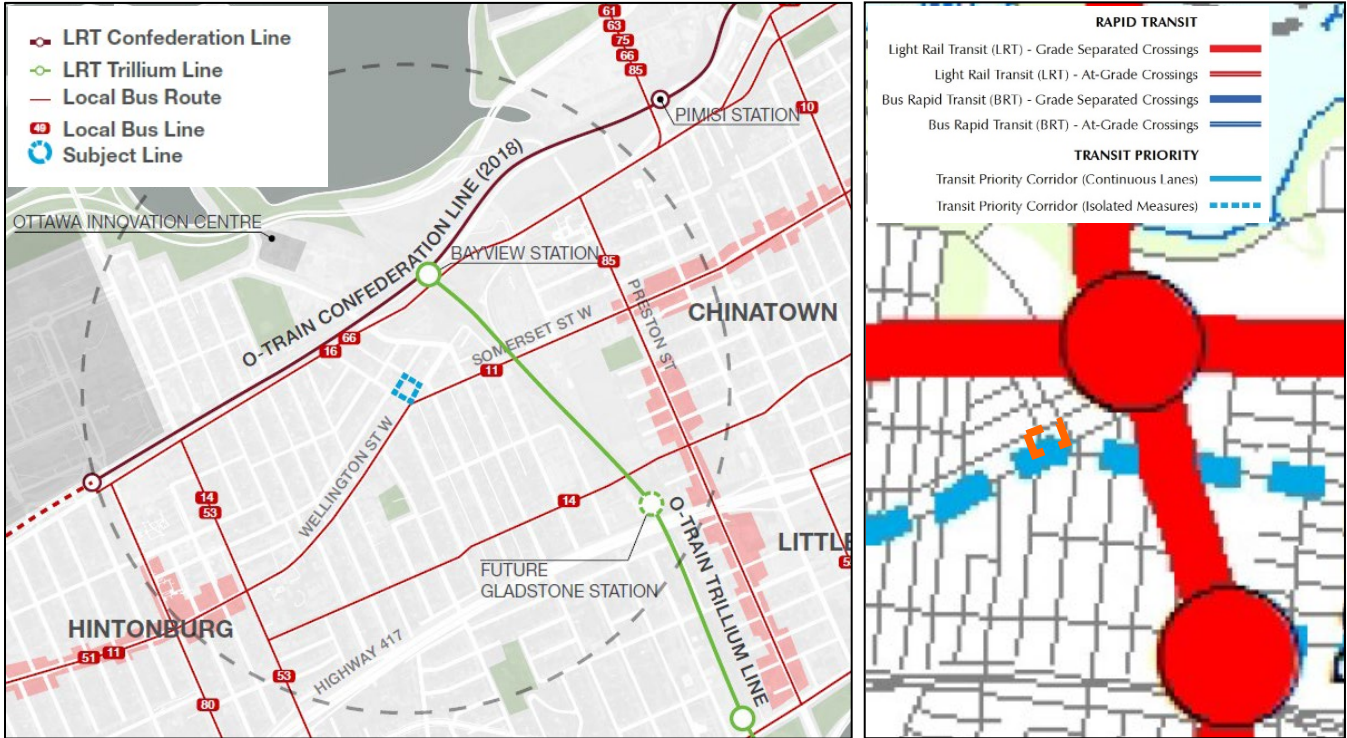 LRT Confederation Line
LRT Trillium Line
Local Bus Route
49
Local Bus Line
Subject Line
61
63
75
66
85
10
PIMISI STATION
O-TRAIN CONFEDERATION LINE (2018)
OTTAWA INNOVATION CENTRE
BAYVIEW STATION
85
PRESTON ST
CHINATOWN
66
16
SOMERSET ST W
11
WELLINGTON ST W
14
53
14
O-TRAIN TRILLIUM LINE
LITTLE
FUTURE
GLADSTONE STATION
HINTONBURG
HIGHWAY 417
51
11
53
80
RAPID TRANSIT
Light Rail Transit (LRT) - Grade Separated Crossings
Light Rail Transit (LRT) - At-Grade Crossings
Bus Rapid Transit (BRT) - Grade Separated Crossings
Bus Rapid Transit (BRT) - At-Grade Crossings
TRANSIT PRIORITY
Transit Priority Corridor (Continuous Lanes)
Transit Priority Corridor (Isolated Measures)